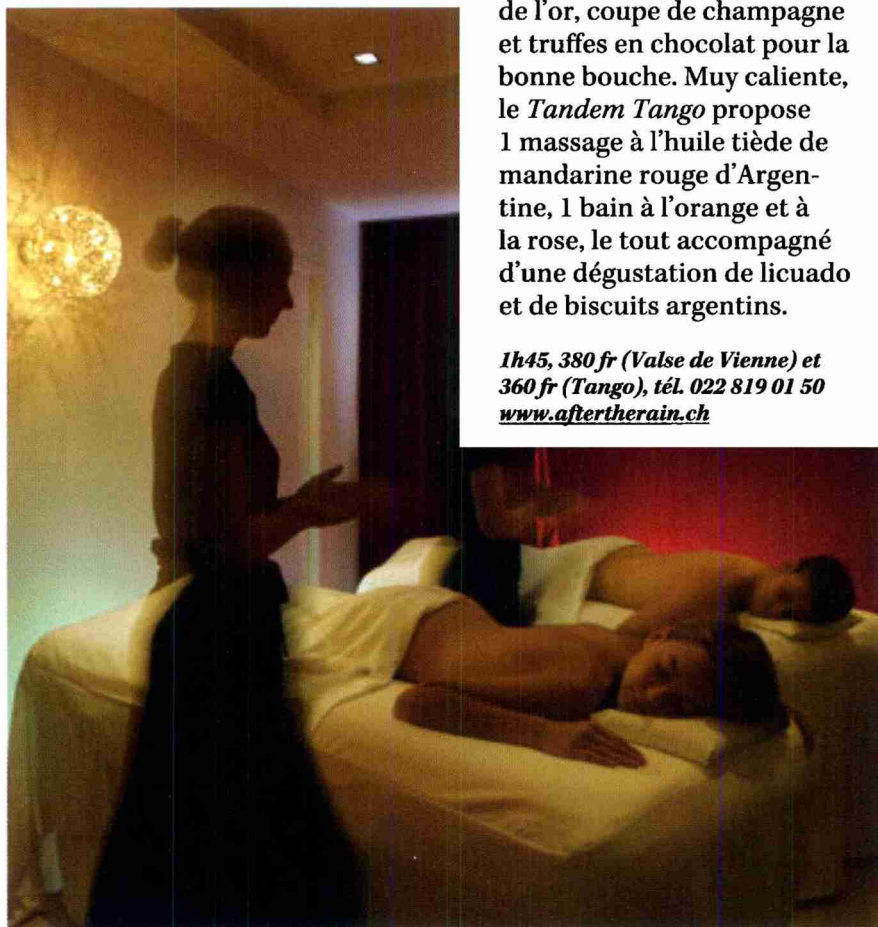 de l'or, coupe de champagne
et truffes en chocolat pour la
bonne bouche. Muy caliente,
le Tandem Tango propose
1 massage à l'huile tiède de
mandarine rouge d'Argen-
tine, 1 bain à l'orange et à
la rose, le tout accompagné
d'une dégustation de licuado
et de biscuits argentins.
1h45, 380 fr (Valse de Vienne) et
360 fr (Tango), tél. 022 819 01 50
www.aftertherain.ch